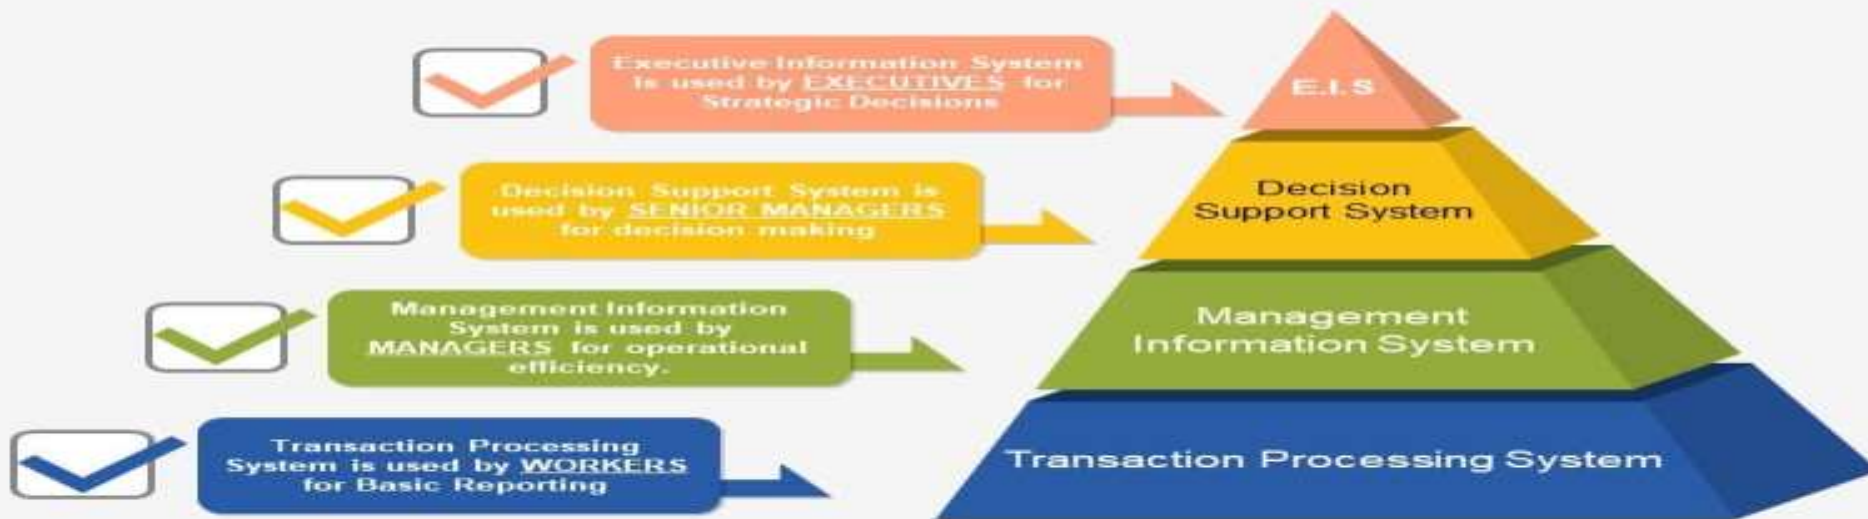 Executive Information System
is used by EXECUTIVES for
Strategic Decisions
E.I.S
Decision Support System is
used by SENIOR MANAGERS
for decision making
Decision
Support System
Management Information
System is used by
MANAGERS for operational
efficiency.
Management
Information System
Transaction Processing
System is used by WORKERS
for Basic Reporting
Transaction Processing System